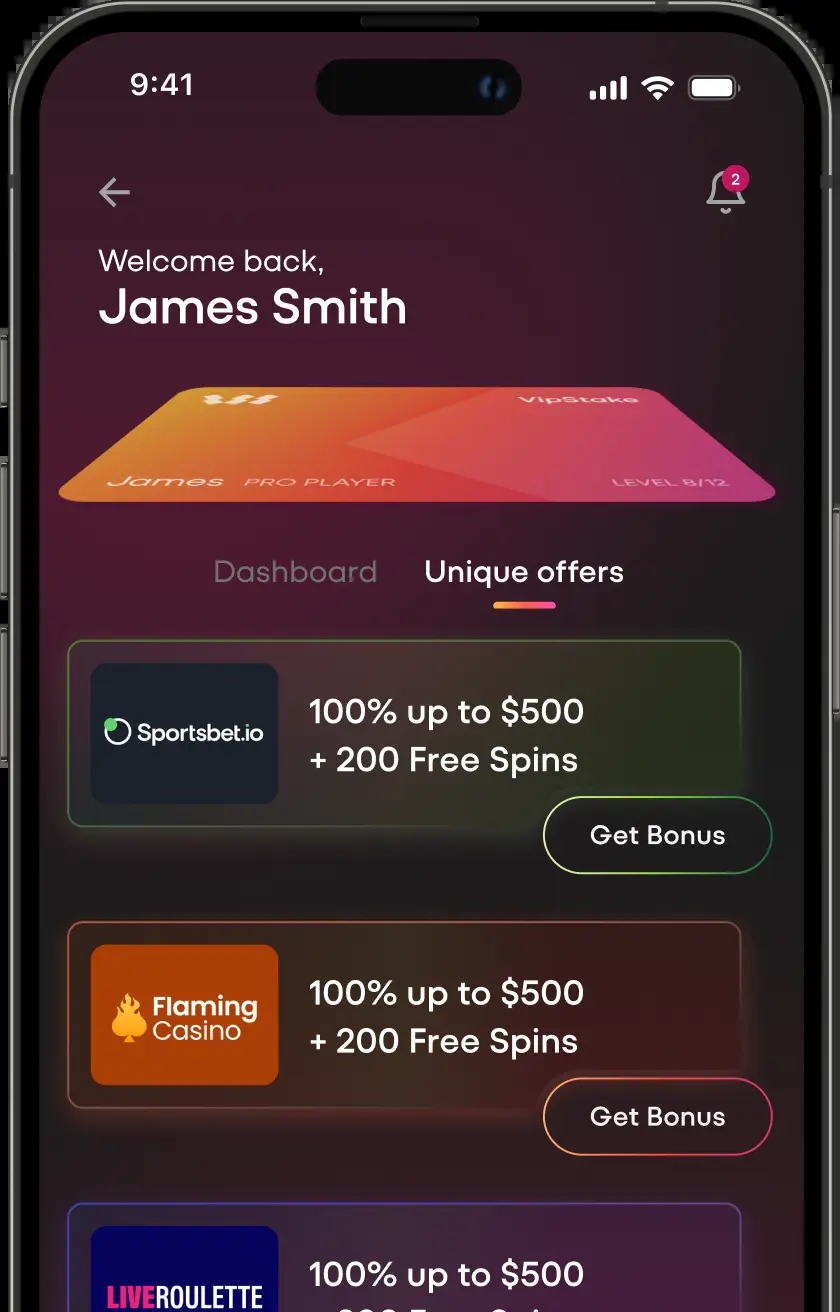 9:41
2
Welcome back,
James Smith
VipStake
James PRO PLAYER LEVEL 8/12
Dashboard Unique offers
Sportsbet.io
100% up to $500
+ 200 Free Spins
Get Bonus
Flaming
Casino
100% up to $500
+ 200 Free Spins
Get Bonus
LIVEROULETTE
100% up to $500